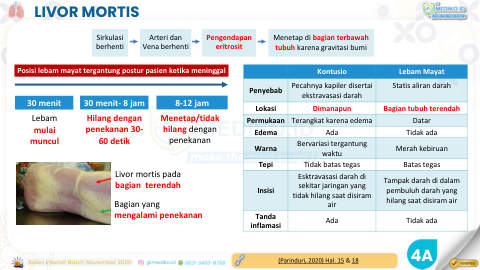 LIVOR MORTIS
MEDIKO.ID
Sirkulasi
berhenti
Arteri dan
Vena berhenti
Pengendapan
eritrosit
Menetap di bagian terbawah
tubuh karena gravitasi bumi
Posisi lebam mayat tergantung postur pasien ketika meninggal
30 menit
Lebam
mulai
muncul
30 menit- 8 jam
Hilang dengan
penekanan 30-
60 detik
8-12 jam
Menetap/tidak
hilang dengan
penekanan
Livor mortis pada
bagian terendah
Bagian yang
mengalami penekanan
Kontusio
Lebam Mayat
Penyebab
Pecahnya kapiler disertai
ekstravasasi darah
Statis aliran darah
Lokasi
Dimanapun
Bagian tubuh terendah
Permukaan
Terangkat karena edema
Datar
Edema
Ada
Tidak ada
Warna
Bervariasi tergantung
waktu
Merah kebiruan
Tepi
Tidak batas tegas
Batas tegas
Insisi
Esktravasasi darah di
sekitar jaringan yang
tidak hilang saat disiram
air
Tampak darah di dalam
pembuluh darah yang
hilang saat disiram air
Tanda
inflamasi
Ada
Tidak ada
(Parinduri, 2020) Hal. 15 & 18
4A